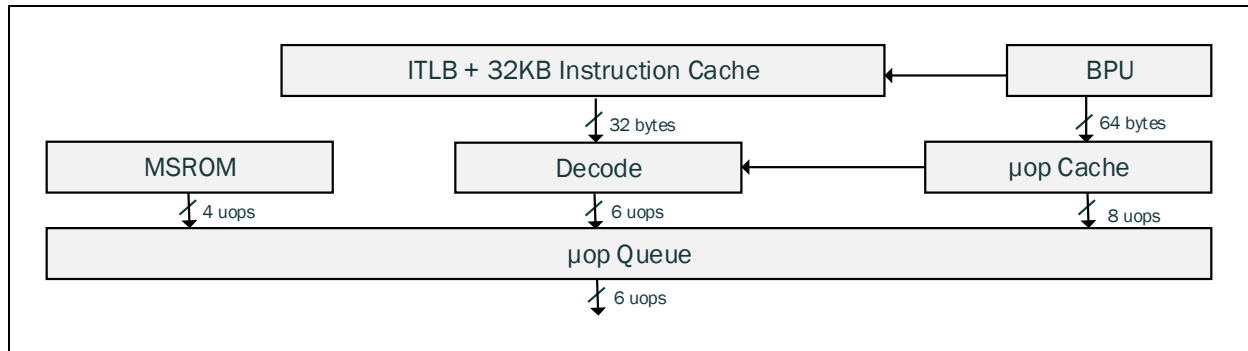 ITLB + 32KB Instruction Cache
BPU
32 bytes
64 bytes
MSROM
Decode
µop Cache
4 uops
6 uops
8 uops
µop Queue
6 uops